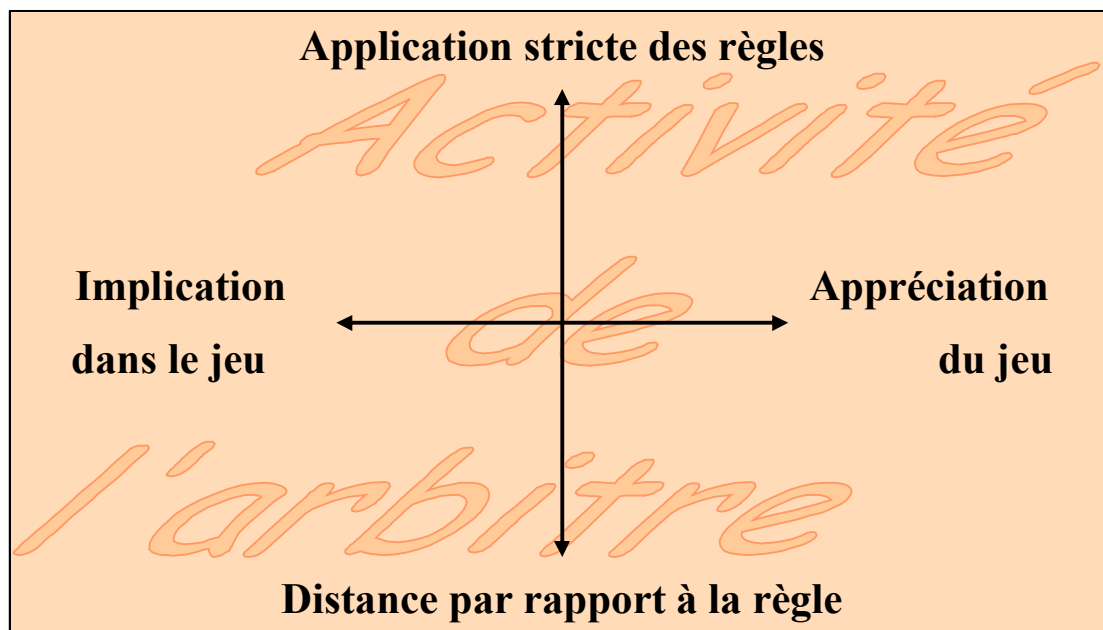 Application stricte des règles
Activité
Implication
dans le jeu
de
Appréciation
du jeu
l'arbitre
Distance par rapport à la règle